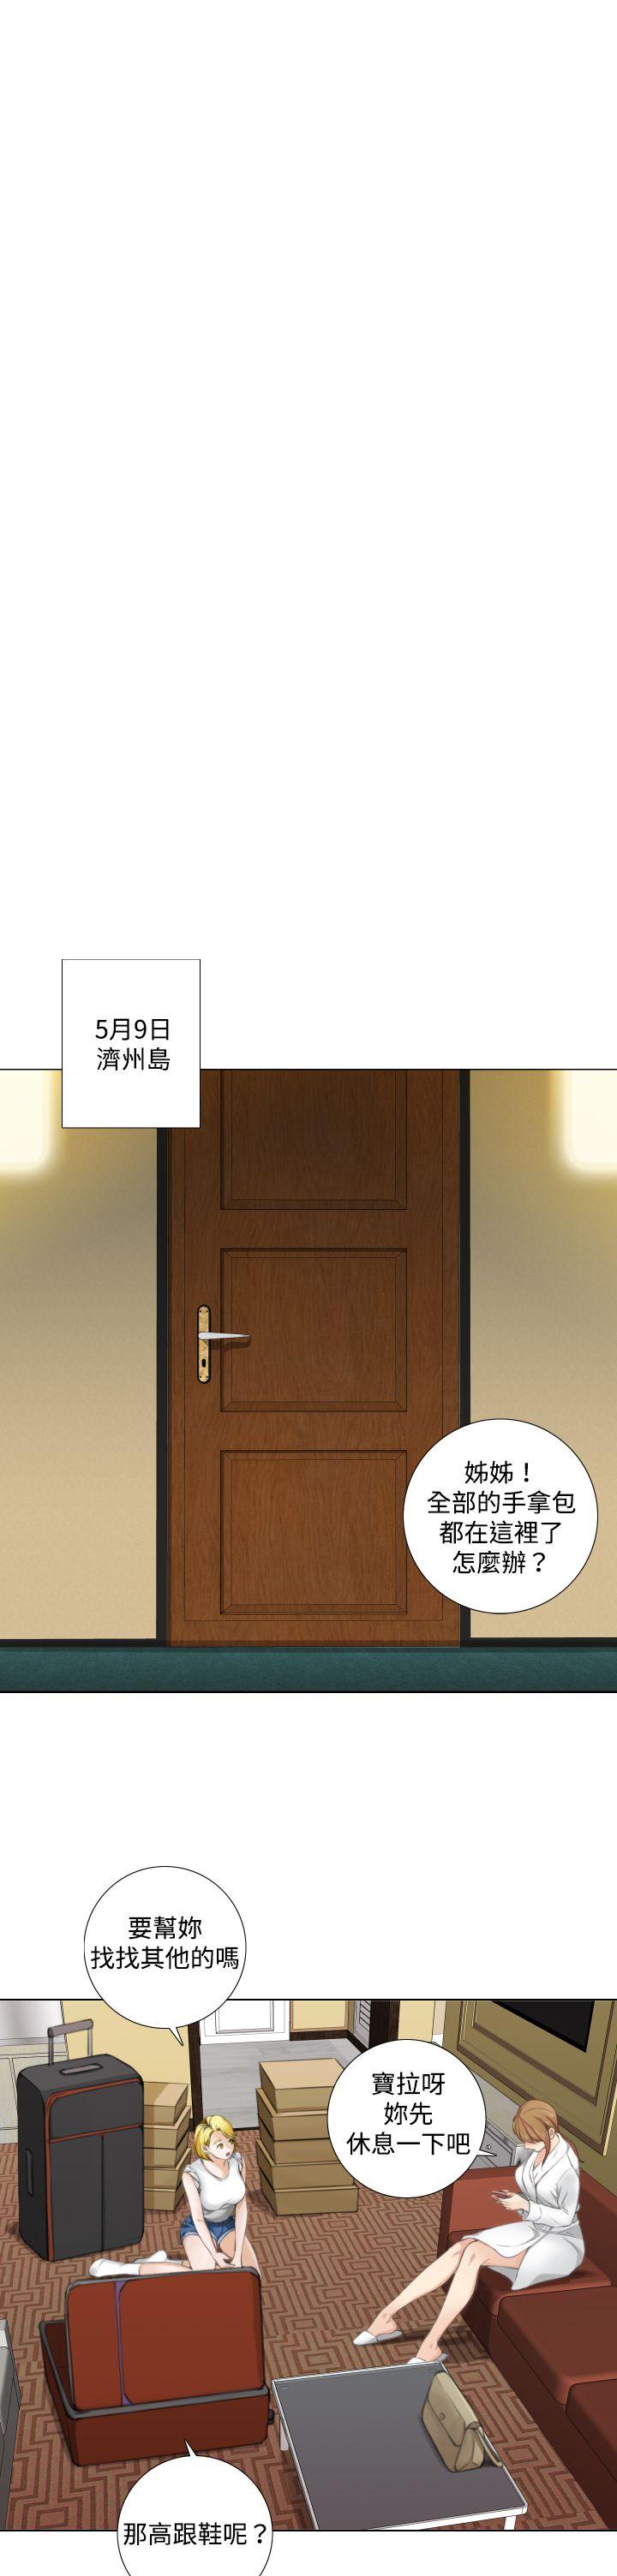 5月9日
濟州島
姊姊！
全部的手拿包
都在這裡了
怎麼辦？
要幫妳
找找其他的嗎
寶拉呀
妳先
休息一下吧
那高跟鞋呢？